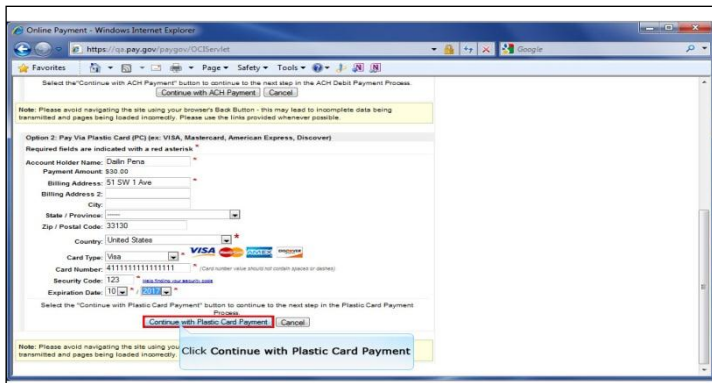 Online Payment - Windows Internet Explorer
https://qa.pay.gov/paygov/OCIServlet
Google
Favorites
Page Safety Tools
Select the"Continue with ACH Payment" button to continue to the next step in the ACH Debit Payment Process.
Continue with ACH Payment Cancel
Note: Please avoid navigating the site using your browser's Back Button - this may lead to incomplete data being
transmitted and pages being loaded incorrectly. Please use the links provided whenever possible.
Option 2: Pay Via Plastic Card (PC) (ex: VISA, Mastercard, American Express, Discover)
Required fields are indicated with a red asterisk *
Account Holder Name: Dailin Pena *
Payment Amount: $30.00
Billing Address: 51 SW 1 Ave *
Billing Address 2:
City:
State / Province: ------
Zip / Postal Code: 33130
Country: United States *
Card Type: Visa * VISA DISCOVER
Card Number: 4111111111111111 * (Card number value should not contain spaces or dashes)
Security Code: 123 * Help finding your security code
Expiration Date: 10 * / 2017 *
Select the "Continue with Plastic Card Payment" button to continue to the next step in the Plastic Card Payment
Process.
Continue with Plastic Card Payment Cancel
Note: Please avoid navigating the site using you
transmitted and pages being loaded incorrectly.
Click Continue with Plastic Card Payment